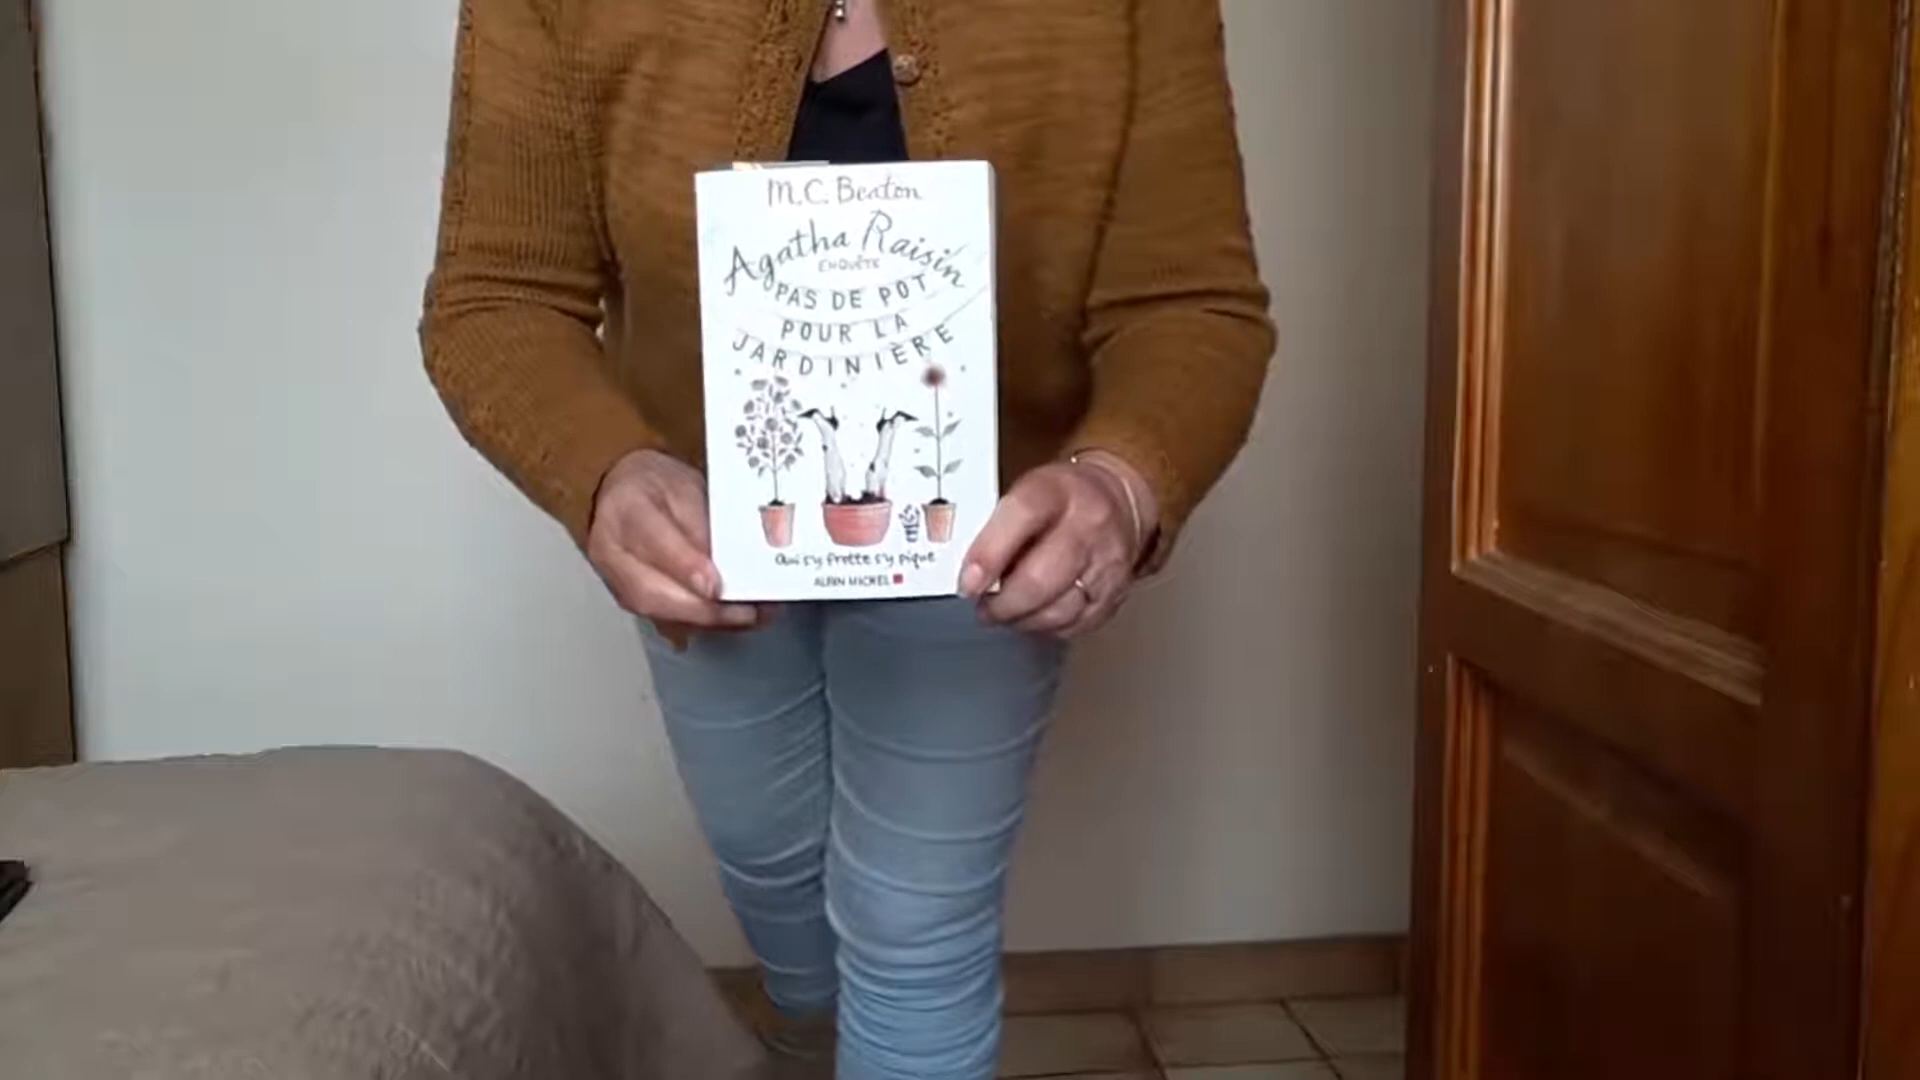 M.C. Beaton
Agatha Raisin
ENQUÊTE
PAS DE POT
POUR LA
JARDINIÈRE
Qui s'y frotte s'y pique
ALBIN MICHEL